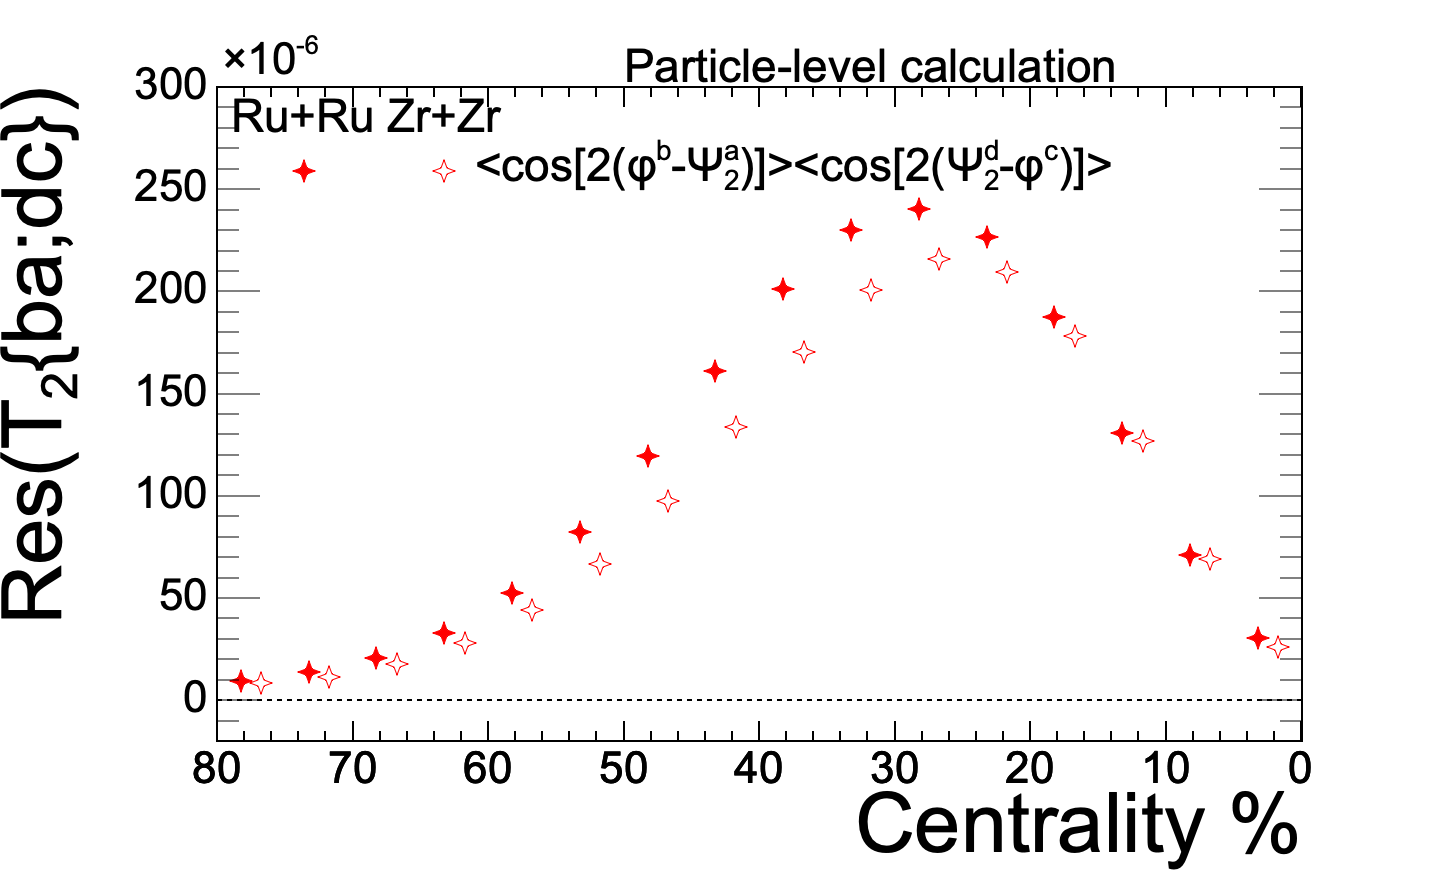 ×10⁻⁶
Particle-level calculation
300
Ru+Ru Zr+Zr
<cos[2(φᵇ-Ψ₂ᵃ)]><cos[2(Ψ₂ᵈ-φᶜ)]>
250
200
150
100
50
0
Res(T₂{ba;dc})
80 70 60 50 40 30 20 10 0
Centrality %